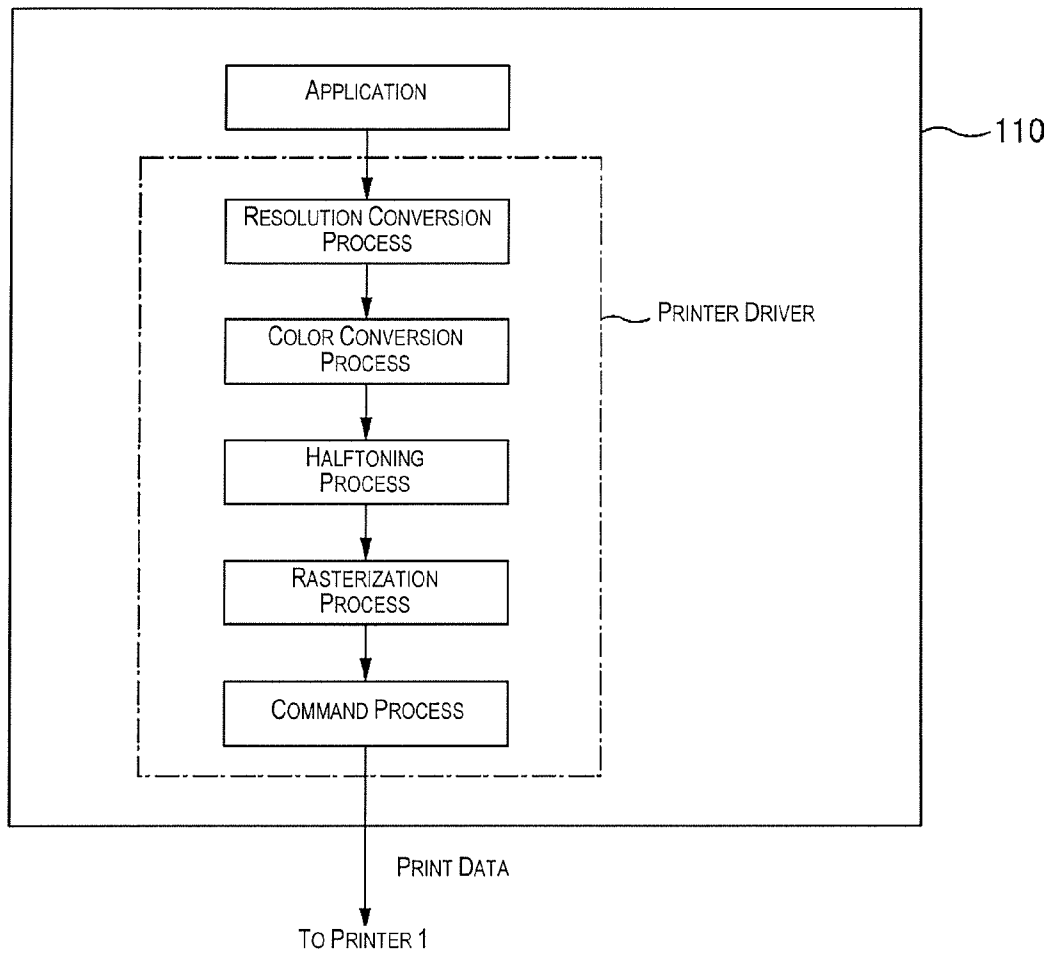 APPLICATION
110
RESOLUTION CONVERSION
PROCESS
COLOR CONVERSION
PROCESS
PRINTER DRIVER
HALFTONING
PROCESS
RASTERIZATION
PROCESS
COMMAND PROCESS
PRINT DATA
TO PRINTER 1